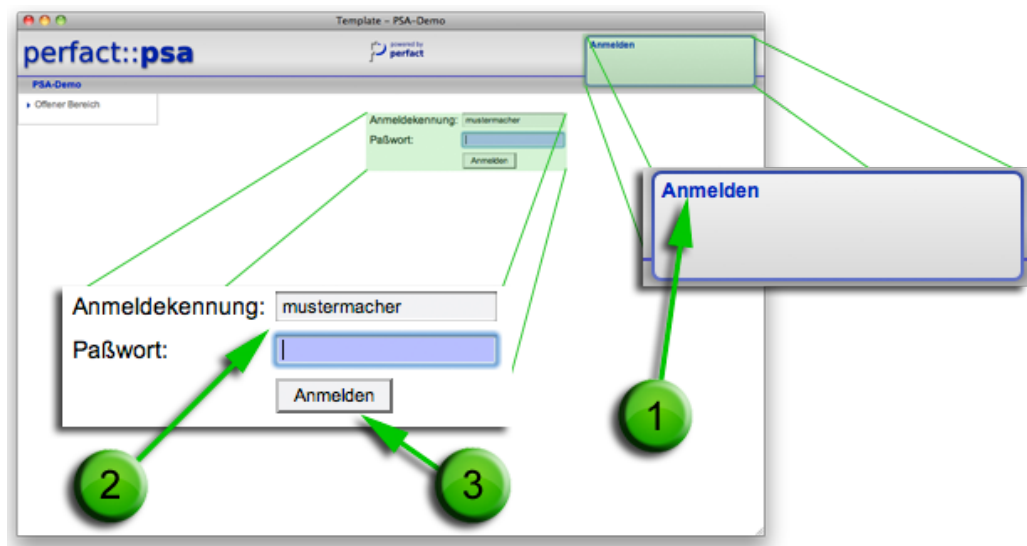 Template - PSA-Demo
perfact::psa
powered by
perfact
Anmelden
PSA-Demo
Offener Bereich
Anmeldekennung: mustermacher
Paßwort:
Anmelden
Anmelden
Anmeldekennung: mustermacher
Paßwort:
Anmelden
1
2
3